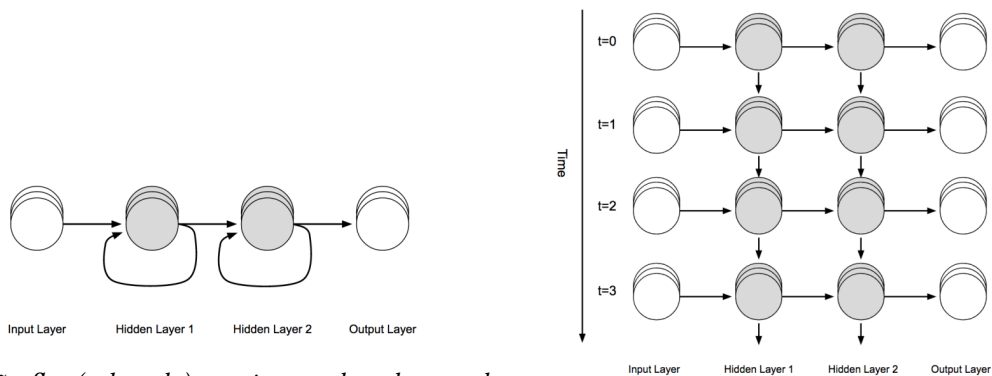 Input Layer Hidden Layer 1 Hidden Layer 2 Output Layer
t=0
t=1
Time
t=2
t=3
Input Layer Hidden Layer 1 Hidden Layer 2 Output Layer